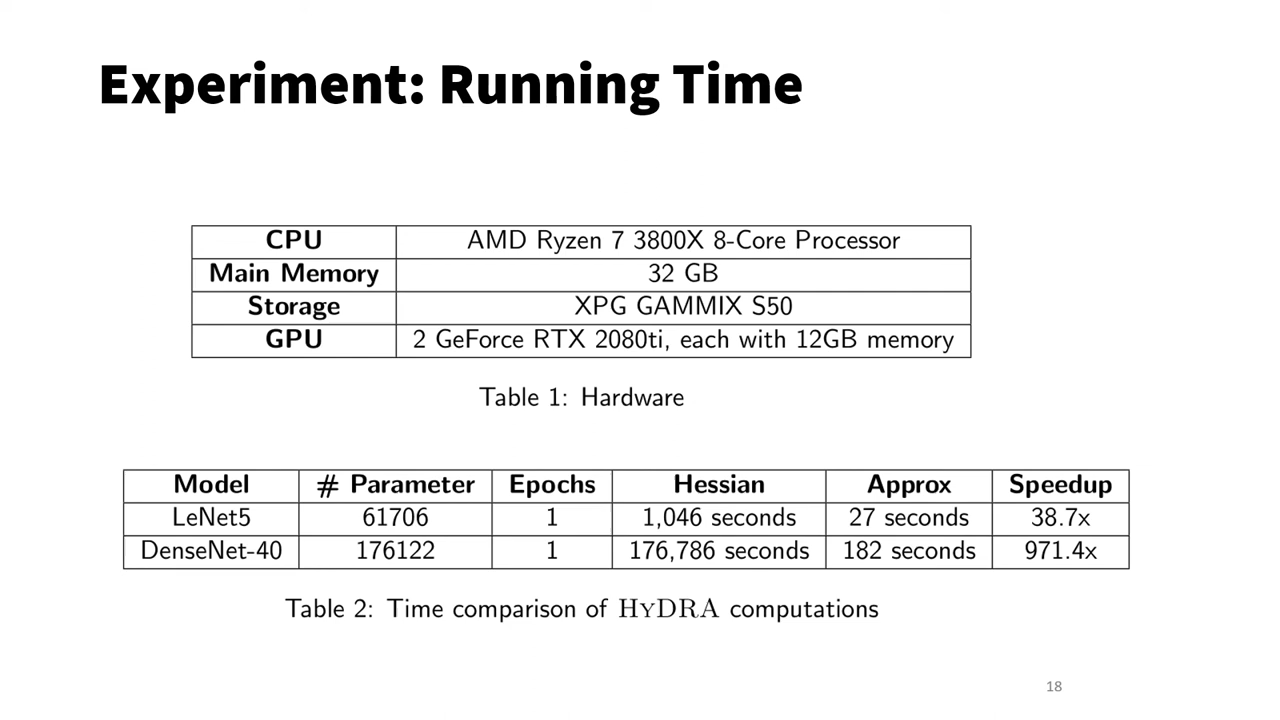 Experiment: Running Time
CPU AMD Ryzen 7 3800X 8-Core Processor
Main Memory 32 GB
Storage XPG GAMMIX S50
GPU 2 GeForce RTX 2080ti, each with 12GB memory
Table 1: Hardware
Model # Parameter Epochs Hessian Approx Speedup
LeNet5 61706 1 1,046 seconds 27 seconds 38.7x
DenseNet-40 176122 1 176,786 seconds 182 seconds 971.4x
Table 2: Time comparison of HYDRA computations
18